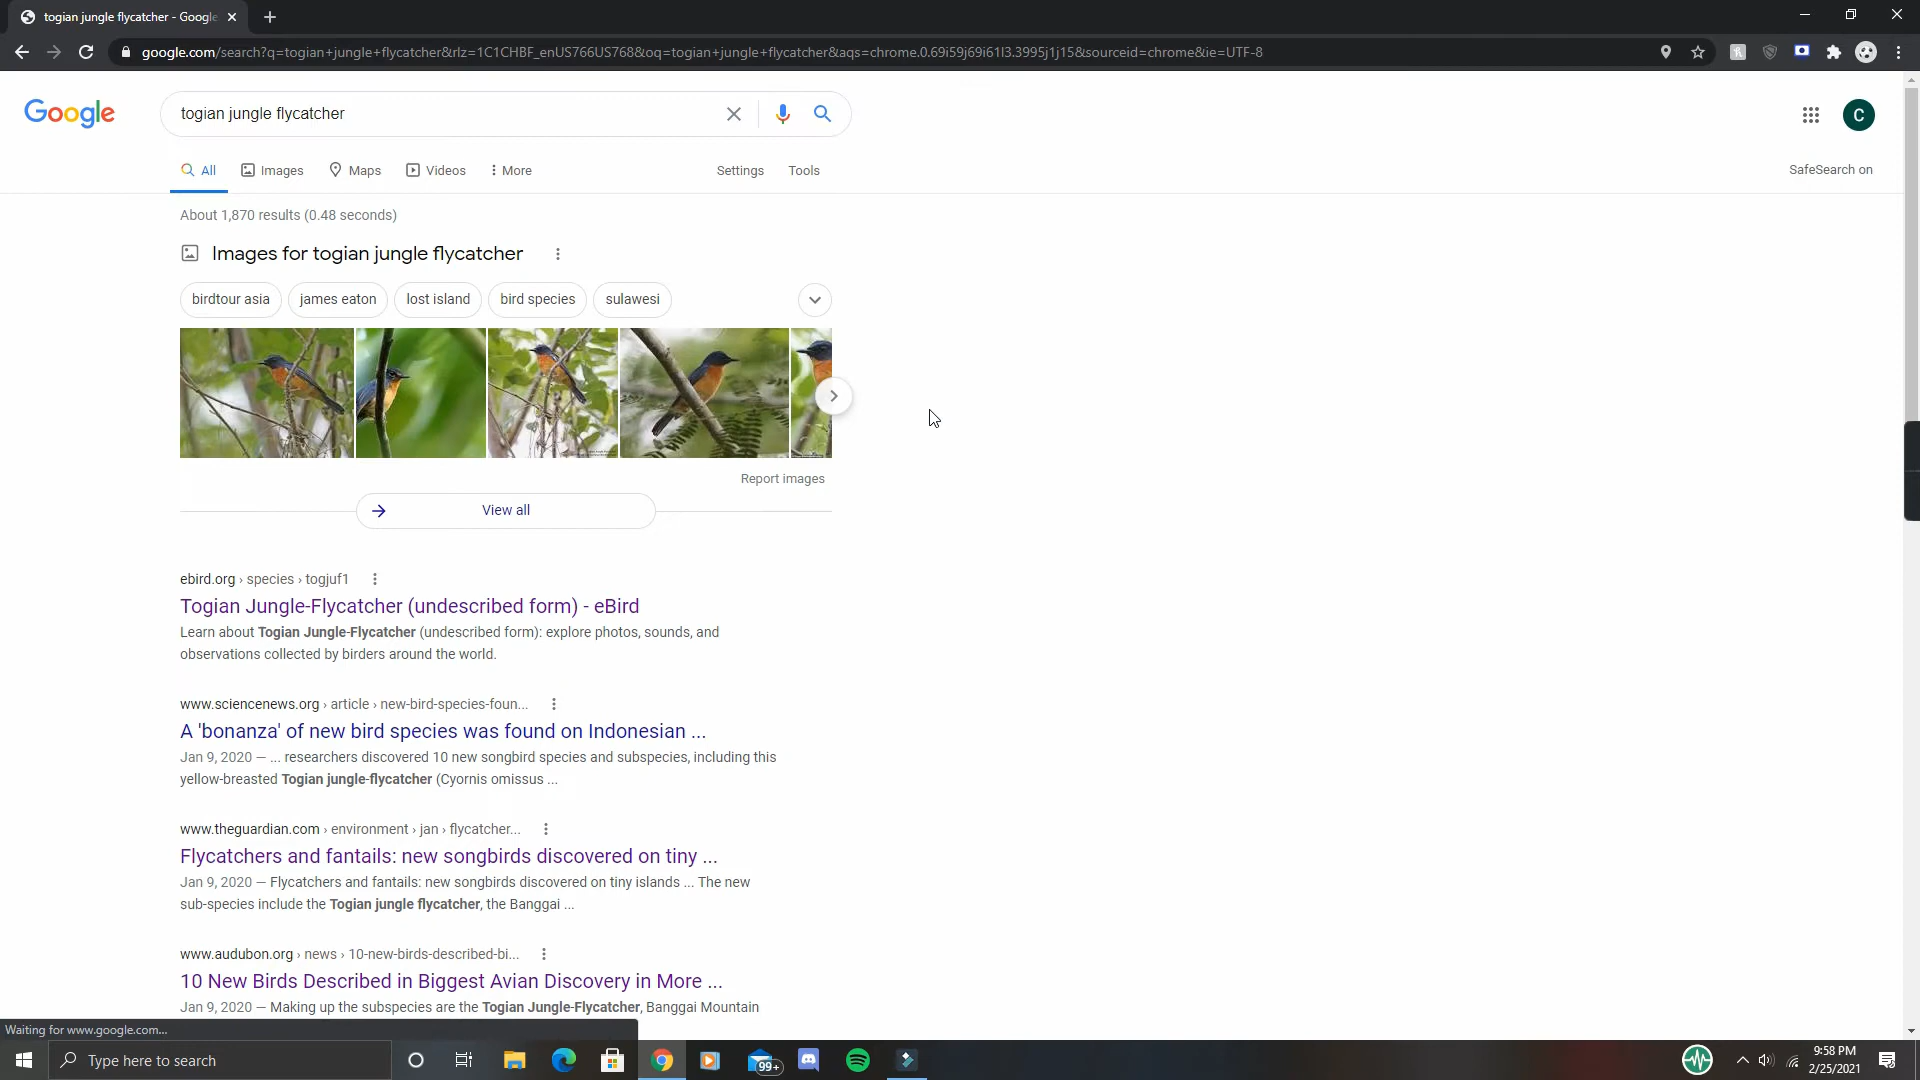 togian jungle flycatcher - Google
google.com/search?q=togian+jungle+flycatcher&rlz=1C1CHBF_enUS766US768&oq=togian+jungle+flycatcher&aqs=chrome.0.69i59j69i61l3.3995j1j15&sourceid=chrome&ie=UTF-8
Google
togian jungle flycatcher
C
All
Images
Maps
Videos
More
Settings
Tools
SafeSearch on
About 1,870 results (0.48 seconds)
Images for togian jungle flycatcher
birdtour asia
james eaton
lost island
bird species
sulawesi
Report images
View all
ebird.org › species › togjuf1
Togian Jungle-Flycatcher (undescribed form) - eBird
Learn about Togian Jungle-Flycatcher (undescribed form): explore photos, sounds, and
observations collected by birders around the world.
www.sciencenews.org › article › new-bird-species-foun...
A 'bonanza' of new bird species was found on Indonesian ...
Jan 9, 2020 — ... researchers discovered 10 new songbird species and subspecies, including this
yellow-breasted Togian jungle-flycatcher (Cyornis omissus ...
www.theguardian.com › environment › jan › flycatcher...
Flycatchers and fantails: new songbirds discovered on tiny ...
Jan 9, 2020 — Flycatchers and fantails: new songbirds discovered on tiny islands ... The new
sub-species include the Togian jungle flycatcher, the Banggai ...
www.audubon.org › news › 10-new-birds-described-bi...
10 New Birds Described in Biggest Avian Discovery in More ...
Jan 9, 2020 — Making up the subspecies are the Togian Jungle-Flycatcher, Banggai Mountain
Waiting for www.google.com...
Type here to search
99+
9:58 PM
2/25/2021